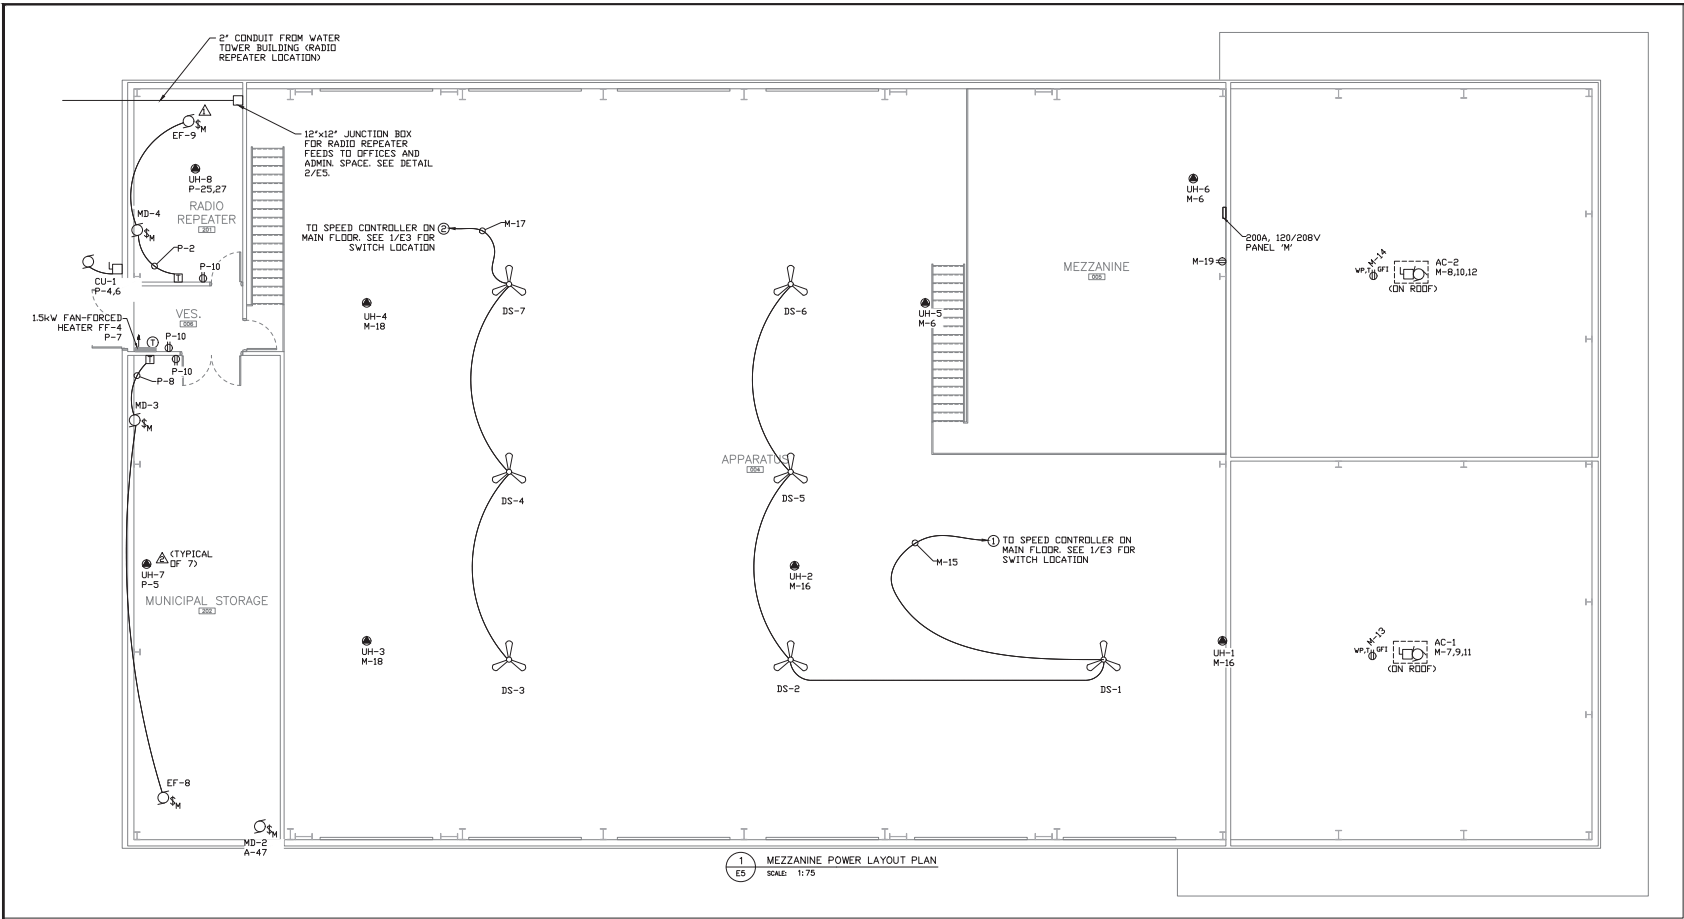 2" CONDUIT FROM WATER
TOWER BUILDING (RADIO
REPEATER LOCATION)
1
$M
EF-9
12"x12" JUNCTION BOX
FOR RADIO REPEATER
FEEDS TO OFFICES AND
ADMIN. SPACE. SEE DETAIL
2/E5.
UH-8
P-25,27
RADIO
REPEATER
201
MD-4
$M
P-2
T
P-10
CU-1
P-4,6
VES.
008
1.5kW FAN-FORCED
HEATER FF-4
P-7
T
P-10
T
P-10
P-8
MD-3
$M
2
(TYPICAL
OF 7)
UH-7
P-5
MUNICIPAL STORAGE
202
EF-8
$M
$M
MD-2
A-47
TO SPEED CONTROLLER ON
MAIN FLOOR. SEE 1/E3 FOR
SWITCH LOCATION
2
M-17
UH-4
M-18
DS-7
DS-6
UH-5
M-6
DS-4
APPARATUS
004
DS-5
UH-2
M-16
UH-3
M-18
DS-3
DS-2
DS-1
1
TO SPEED CONTROLLER ON
MAIN FLOOR. SEE 1/E3 FOR
SWITCH LOCATION
M-15
MEZZANINE
005
UH-6
M-6
200A, 120/208V
PANEL 'M'
M-19
M-14
WP,T
GFI
AC-2
M-8,10,12
(ON ROOF)
UH-1
M-16
M-13
WP,T
GFI
AC-1
M-7,9,11
(ON ROOF)
1
E5
MEZZANINE POWER LAYOUT PLAN
SCALE: 1:75